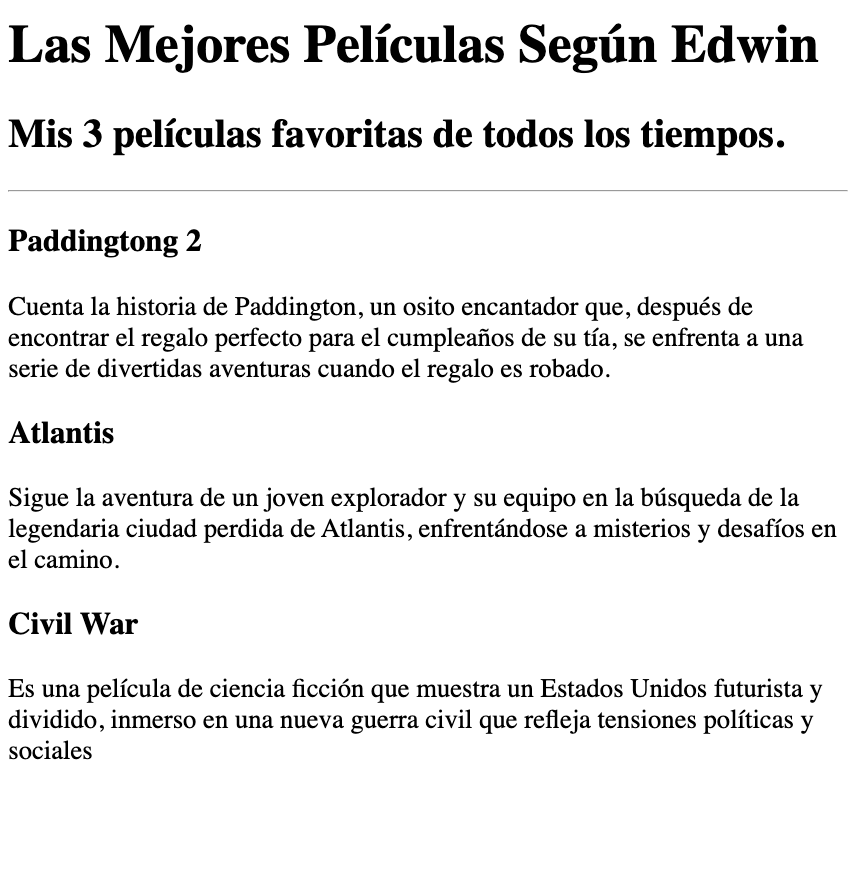 Las Mejores Películas Según Edwin
Mis 3 películas favoritas de todos los tiempos.
Paddingtong 2
Cuenta la historia de Paddington, un osito encantador que, después de
encontrar el regalo perfecto para el cumpleaños de su tía, se enfrenta a una
serie de divertidas aventuras cuando el regalo es robado.
Atlantis
Sigue la aventura de un joven explorador y su equipo en la búsqueda de la
legendaria ciudad perdida de Atlantis, enfrentándose a misterios y desafíos en
el camino.
Civil War
Es una película de ciencia ficción que muestra un Estados Unidos futurista y
dividido, inmerso en una nueva guerra civil que refleja tensiones políticas y
sociales